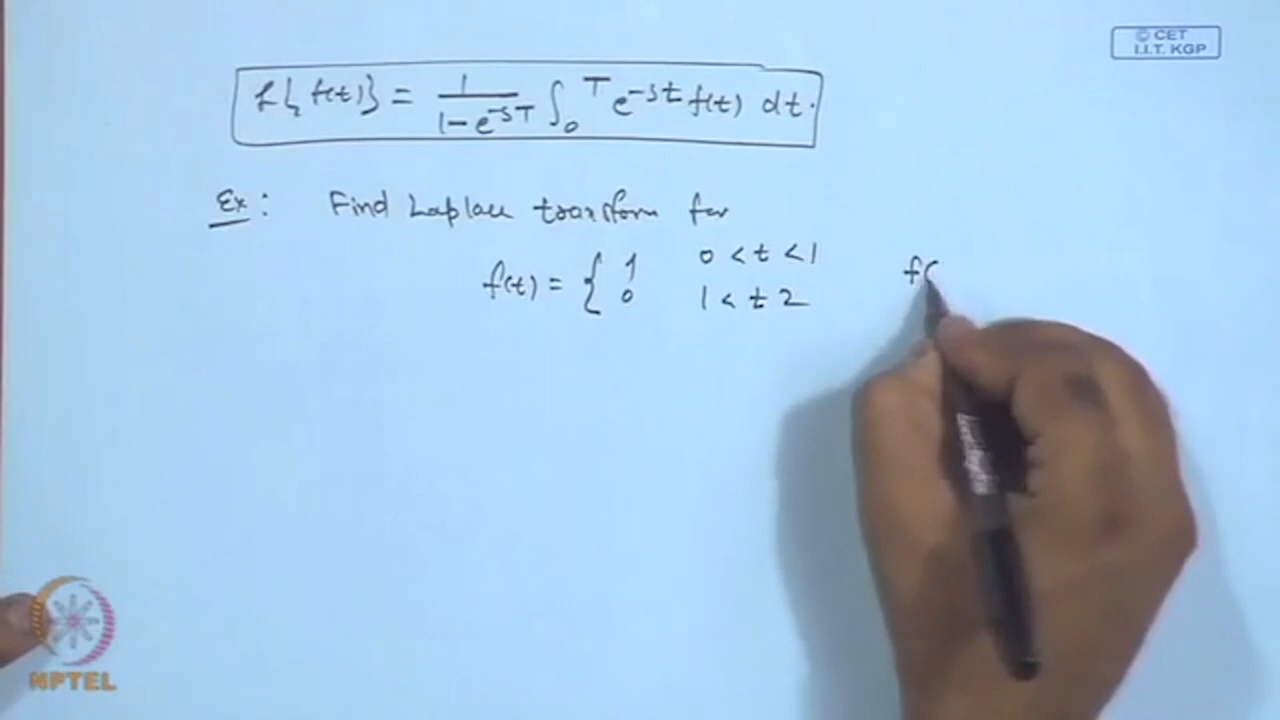 © CET
I.I.T. KGP
L{f(t)} = 1/(1-e^-sT) ∫_0^T e^-st f(t) dt.
Ex: Find Laplace transform for
f(t) = { 1 0 < t < 1
0 1 < t 2
f(
NPTEL